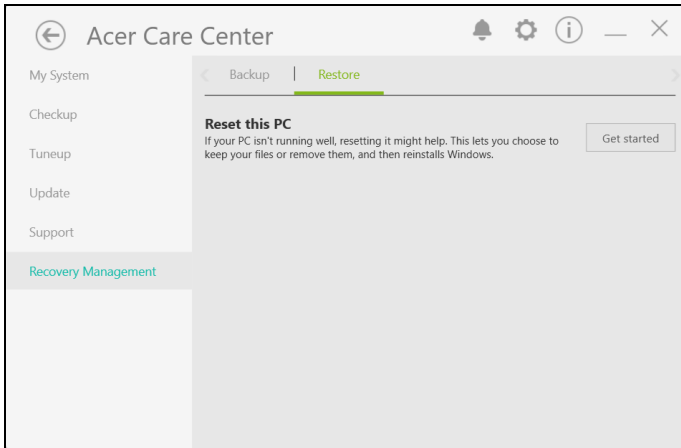 Acer Care Center
My System
Checkup
Tuneup
Update
Support
Recovery Management
Backup | Restore
Reset this PC
If your PC isn't running well, resetting it might help. This lets you choose to
keep your files or remove them, and then reinstalls Windows.
Get started